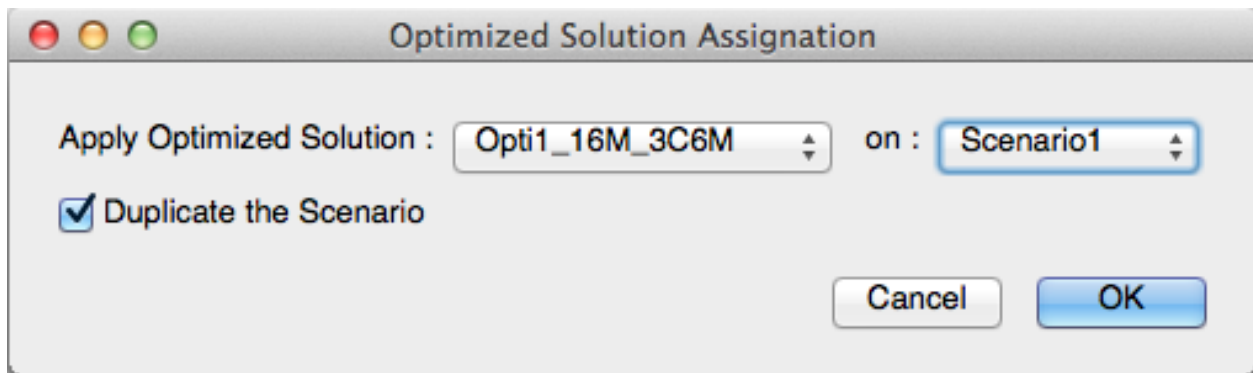 Optimized Solution Assignation
Apply Optimized Solution : Opti1_16M_3C6M on : Scenario1
Duplicate the Scenario
Cancel OK